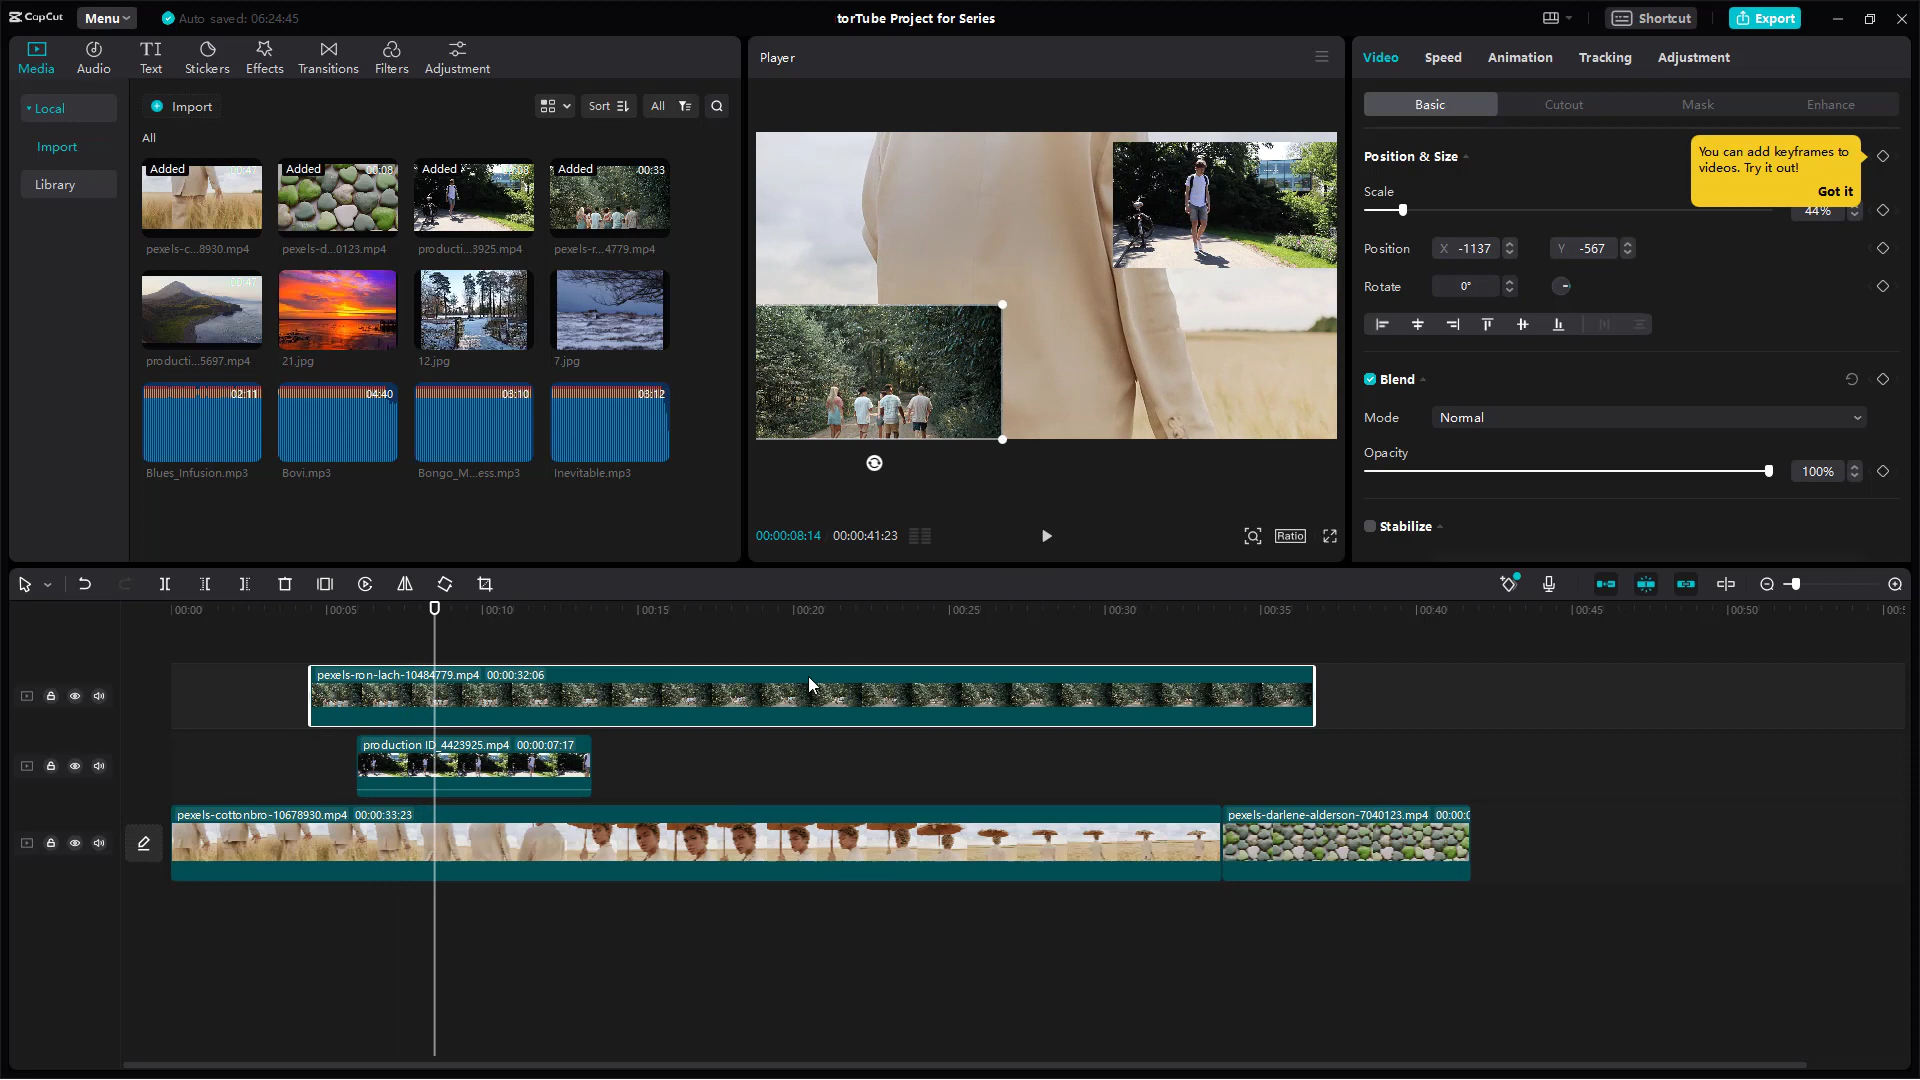 CapCut
Menu
Auto saved: 06:24:45
torTube Project for Series
Shortcut
Export
Media
Audio
TI
Text
Stickers
Effects
Transitions
Filters
Adjustment
Local
Import
Library
Import
Sort
All
All
Added
00:47
pexels-c...8930.mp4
Added
00:08
pexels-d...0123.mp4
Added
00:08
producti...3925.mp4
Added
00:33
pexels-r...4779.mp4
00:47
producti...5697.mp4
21.jpg
12.jpg
7.jpg
02:11
Blues_Infusion.mp3
04:40
Bovi.mp3
03:10
Bongo_M...ess.mp3
03:12
Inevitable.mp3
Player
00:00:08:14
00:00:41:23
Ratio
Video
Speed
Animation
Tracking
Adjustment
Basic
Cutout
Mask
Enhance
Position & Size
You can add keyframes to
videos. Try it out!
Got it
Scale
44%
Position
X -1137
Y -567
Rotate
0°
Blend
Mode
Normal
Opacity
100%
Stabilize
00:00
00:05
00:10
00:15
00:20
00:25
00:30
00:35
00:40
00:45
00:50
pexels-ron-lach-10484779.mp4 00:00:32:06
production ID_4423925.mp4 00:00:07:17
pexels-cottonbro-10678930.mp4 00:00:33:23
pexels-darlene-alderson-7040123.mp4